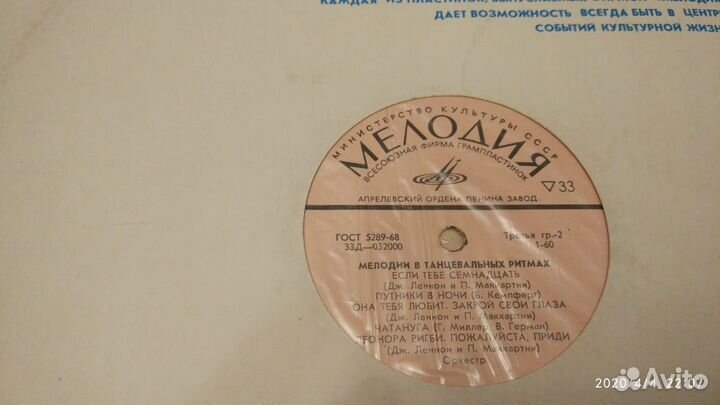 КАЖДАЯ ИЗ ПЛАСТИНОК, ВЫПУСКАЕМЫХ
ДАЕТ ВОЗМОЖНОСТЬ ВСЕГДА БЫТЬ В ЦЕНТР
СОБЫТИЙ КУЛЬТУРНОЙ ЖИЗН
МИНИСТЕРСТВО КУЛЬТУРЫ СССР
МЕЛОДИЯ
ВСЕСОЮЗНАЯ ФИРМА ГРАМПЛАСТИНОК
33
АПРЕЛЕВСКИЙ ОРДЕНА ЛЕНИНА ЗАВОД
ГОСТ 5289-68 Третья гр.-2
33Д—032000 1-60
МЕЛОДИИ В ТАНЦЕВАЛЬНЫХ РИТМАХ
ЕСЛИ ТЕБЕ СЕМНАДЦАТЬ
(Дж. Леннон и П. Маккартни)
ПУТНИКИ В НОЧИ (Б. Кемпферт)
ОНА ТЕБЯ ЛЮБИТ. ЗАКРОЙ СВОИ ГЛАЗА
(Дж. Леннон и П. Маккартни)
ЧАТАНУГА (Г. Миллер, В. Герман)
ЛЕОНОРА РИГБИ. ПОЖАЛУЙСТА, ПРИДИ
(Дж. Леннон и П. Маккартни)
Оркестр
2020/4/4 22:07
Avito